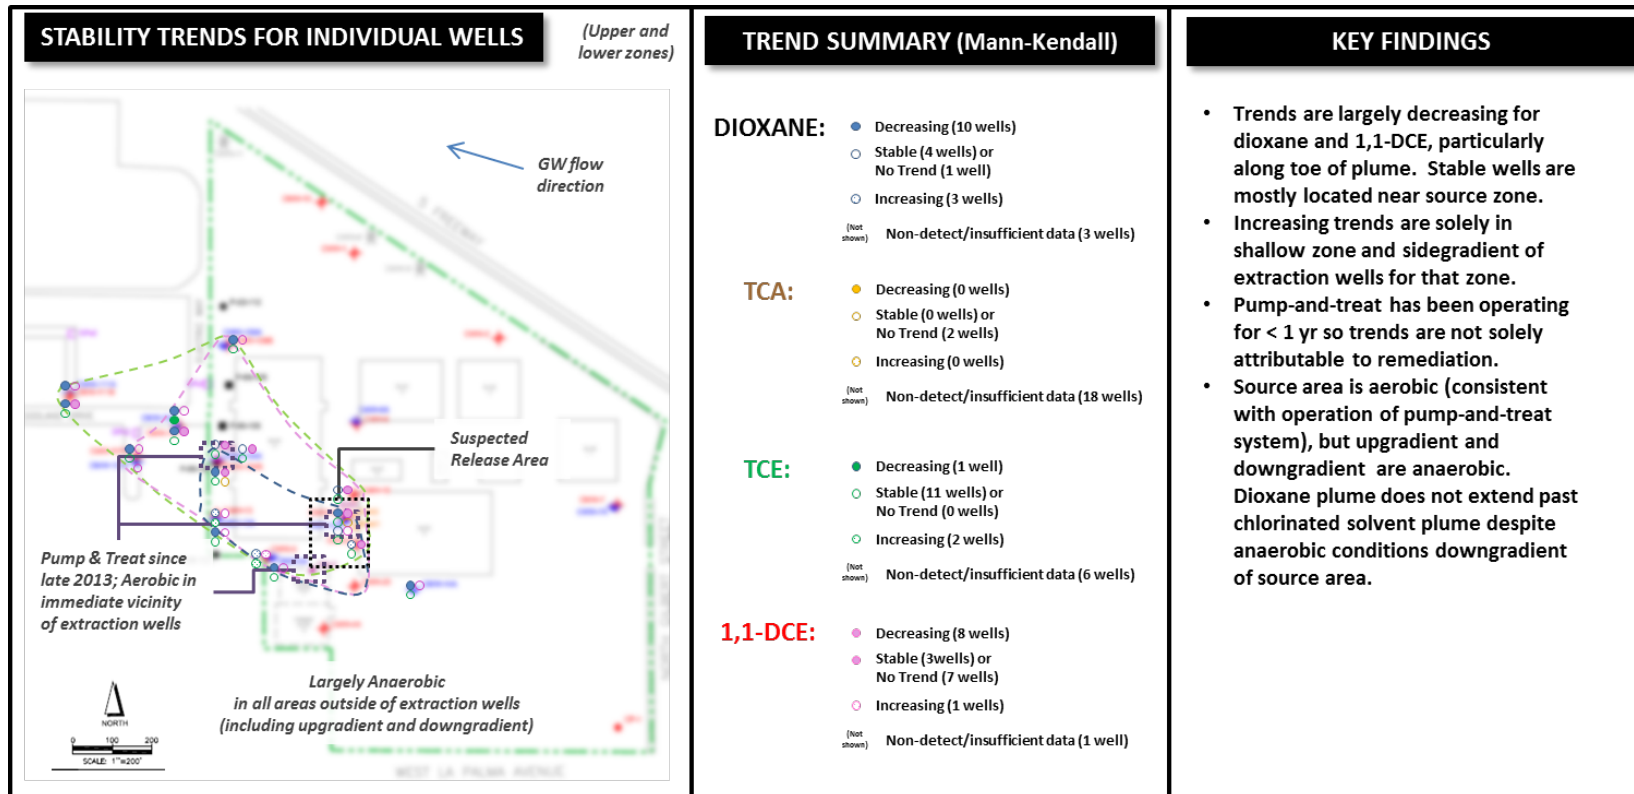 STABILITY TRENDS FOR INDIVIDUAL WELLS
(Upper and
lower zones)
GW flow
direction
Suspected
Release Area
Pump & Treat since
late 2013; Aerobic in
immediate vicinity
of extraction wells
Largely Anaerobic
in all areas outside of extraction wells
(including upgradient and downgradient)
NORTH
0 100 200
SCALE: 1"=200'
WEST LA PALMA AVENUE
TREND SUMMARY (Mann-Kendall)
DIOXANE:
Decreasing (10 wells)
Stable (4 wells) or
No Trend (1 well)
Increasing (3 wells)
(Not
shown)
Non-detect/insufficient data (3 wells)
TCA:
Decreasing (0 wells)
Stable (0 wells) or
No Trend (2 wells)
Increasing (0 wells)
(Not
shown)
Non-detect/insufficient data (18 wells)
TCE:
Decreasing (1 well)
Stable (11 wells) or
No Trend (0 wells)
Increasing (2 wells)
(Not
shown)
Non-detect/insufficient data (6 wells)
1,1-DCE:
Decreasing (8 wells)
Stable (3wells) or
No Trend (7 wells)
Increasing (1 wells)
(Not
shown)
Non-detect/insufficient data (1 well)
KEY FINDINGS
• Trends are largely decreasing for
dioxane and 1,1-DCE, particularly
along toe of plume.  Stable wells are
mostly located near source zone.
• Increasing trends are solely in
shallow zone and sidegradient of
extraction wells for that zone.
• Pump-and-treat has been operating
for < 1 yr so trends are not solely
attributable to remediation.
• Source area is aerobic (consistent
with operation of pump-and-treat
system), but upgradient and
downgradient  are anaerobic.
Dioxane plume does not extend past
chlorinated solvent plume despite
anaerobic conditions downgradient
of source area.